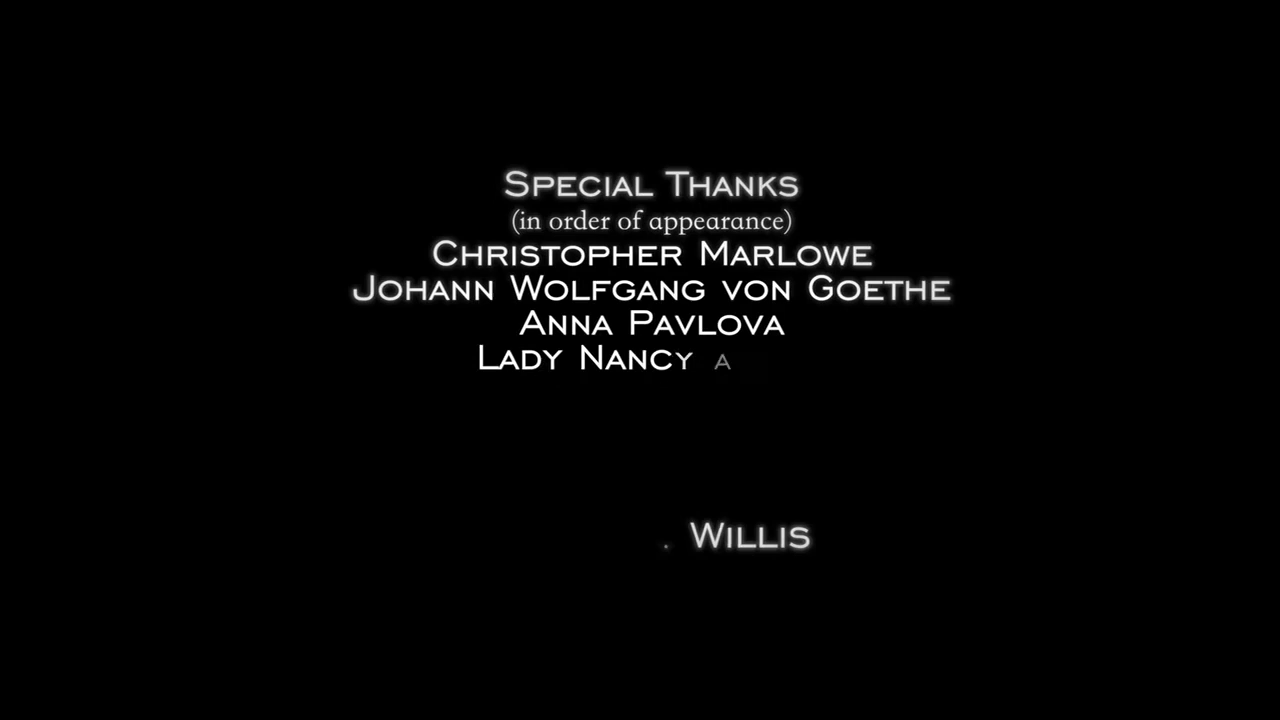 Special Thanks
(in order of appearance)
Christopher Marlowe
Johann Wolfgang von Goethe
Anna Pavlova
Lady Nancy a
. Willis